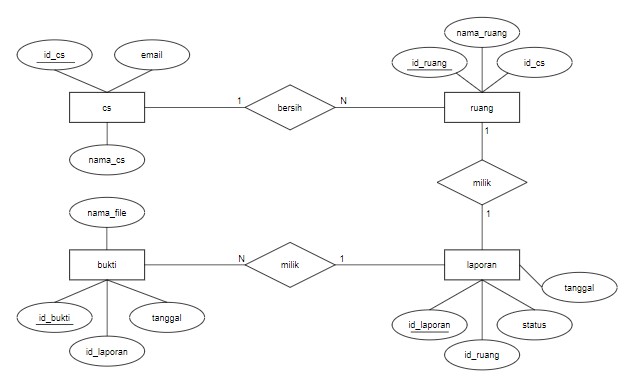 nama_ruang
id_cs
email
id_ruang
id_cs
cs
1
bersih
N
ruang
1
nama_cs
milik
nama_file
1
bukti
N
milik
1
laporan
tanggal
id_bukti
tanggal
id_laporan
status
id_laporan
id_ruang